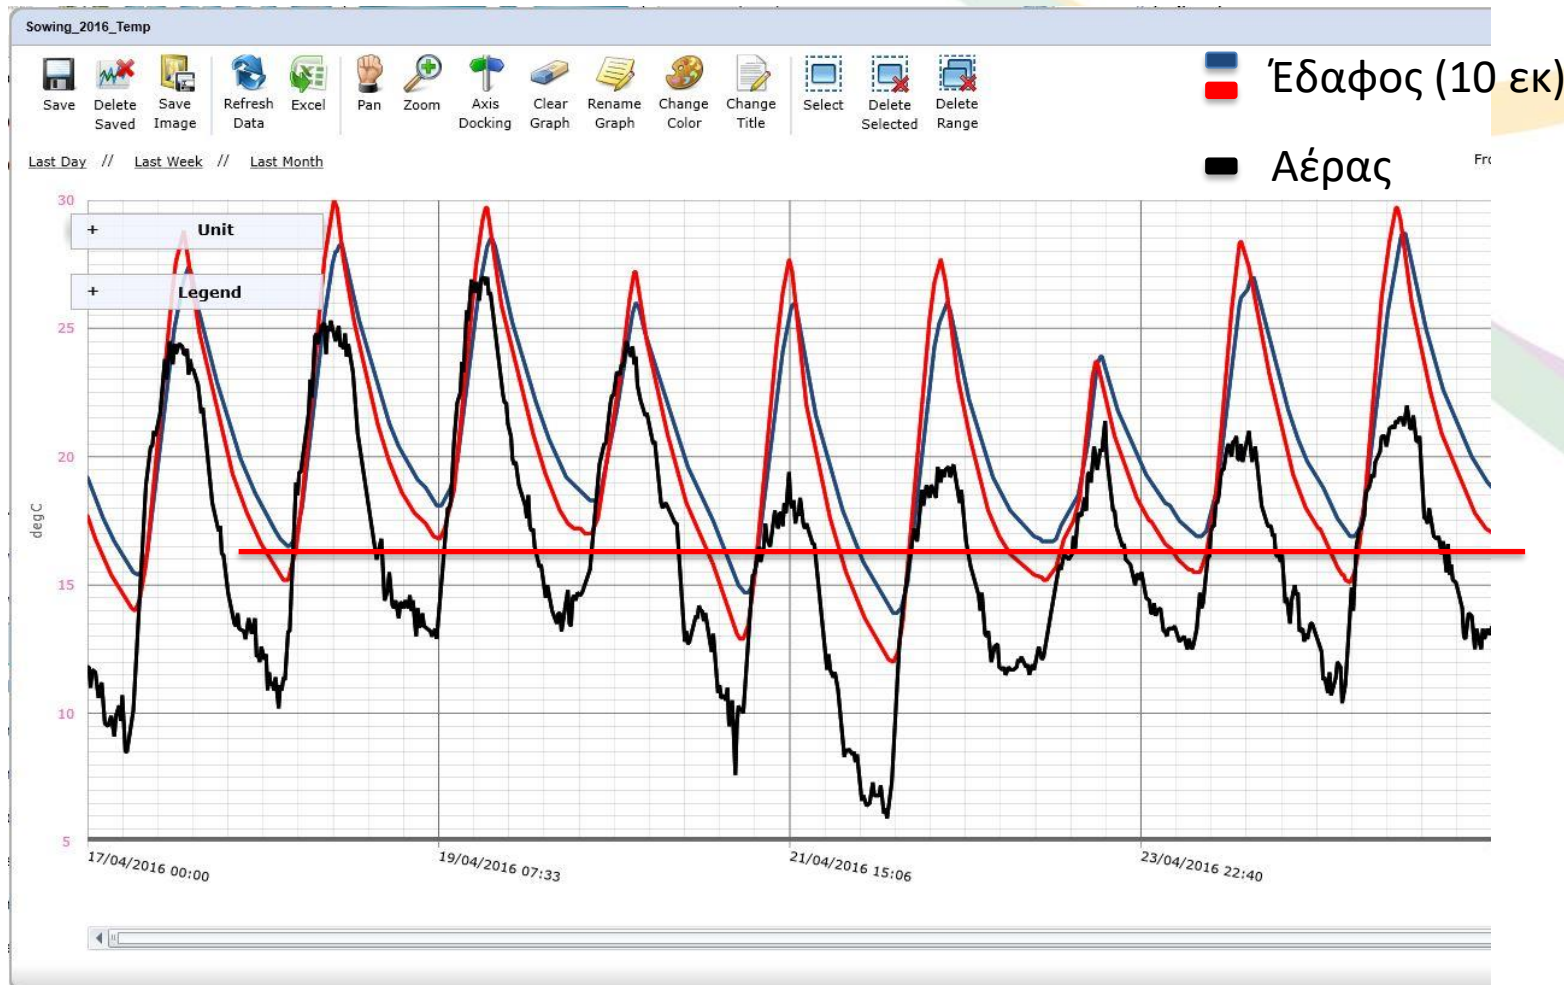 Sowing_2016_Temp
Save
Delete Saved
Save Image
Refresh Data
Excel
Pan
Zoom
Axis Docking
Clear Graph
Rename Graph
Change Color
Change Title
Select
Delete Selected
Delete Range
Έδαφος (10 εκ)
Αέρας
Last Day // Last Week // Last Month
+ Unit
+ Legend
degC
30
25
20
15
10
5
17/04/2016 00:00
19/04/2016 07:33
21/04/2016 15:06
23/04/2016 22:40